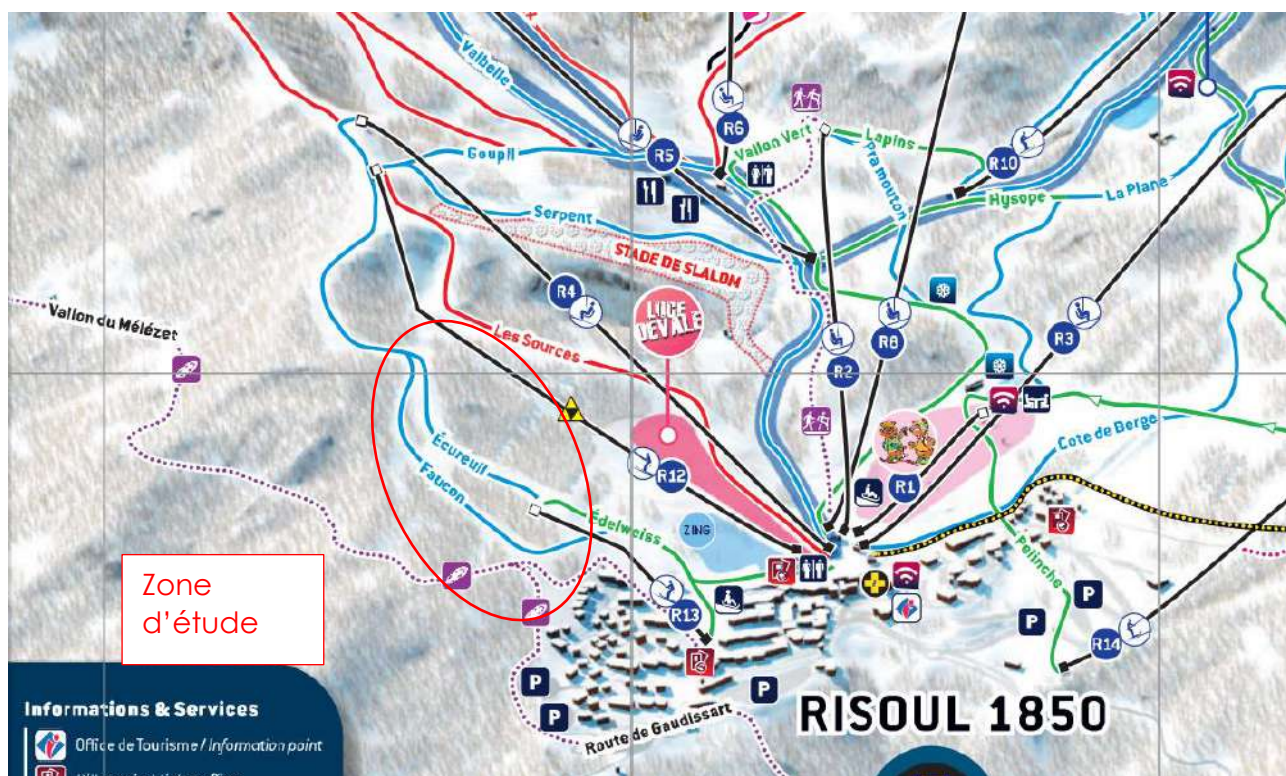 Valbelle
R6
R5
Vallon Vert
Lapins
Pramouton
R10
Goupil
Hysope
La Plane
Serpent
STADE DE SLALOM
R4
LUGE
DEVALE
R8
R3
R2
Vallon du Mélézet
Les Sources
Écureuil
Faucon
R12
R1
Cote de Berge
Édelweiss
ZING
Pelinche
Zone
d'étude
R13
P
P
R14
P
P
P
Route de Gaudissart
RISOUL 1850
Informations & Services
Office de Tourisme / Information point